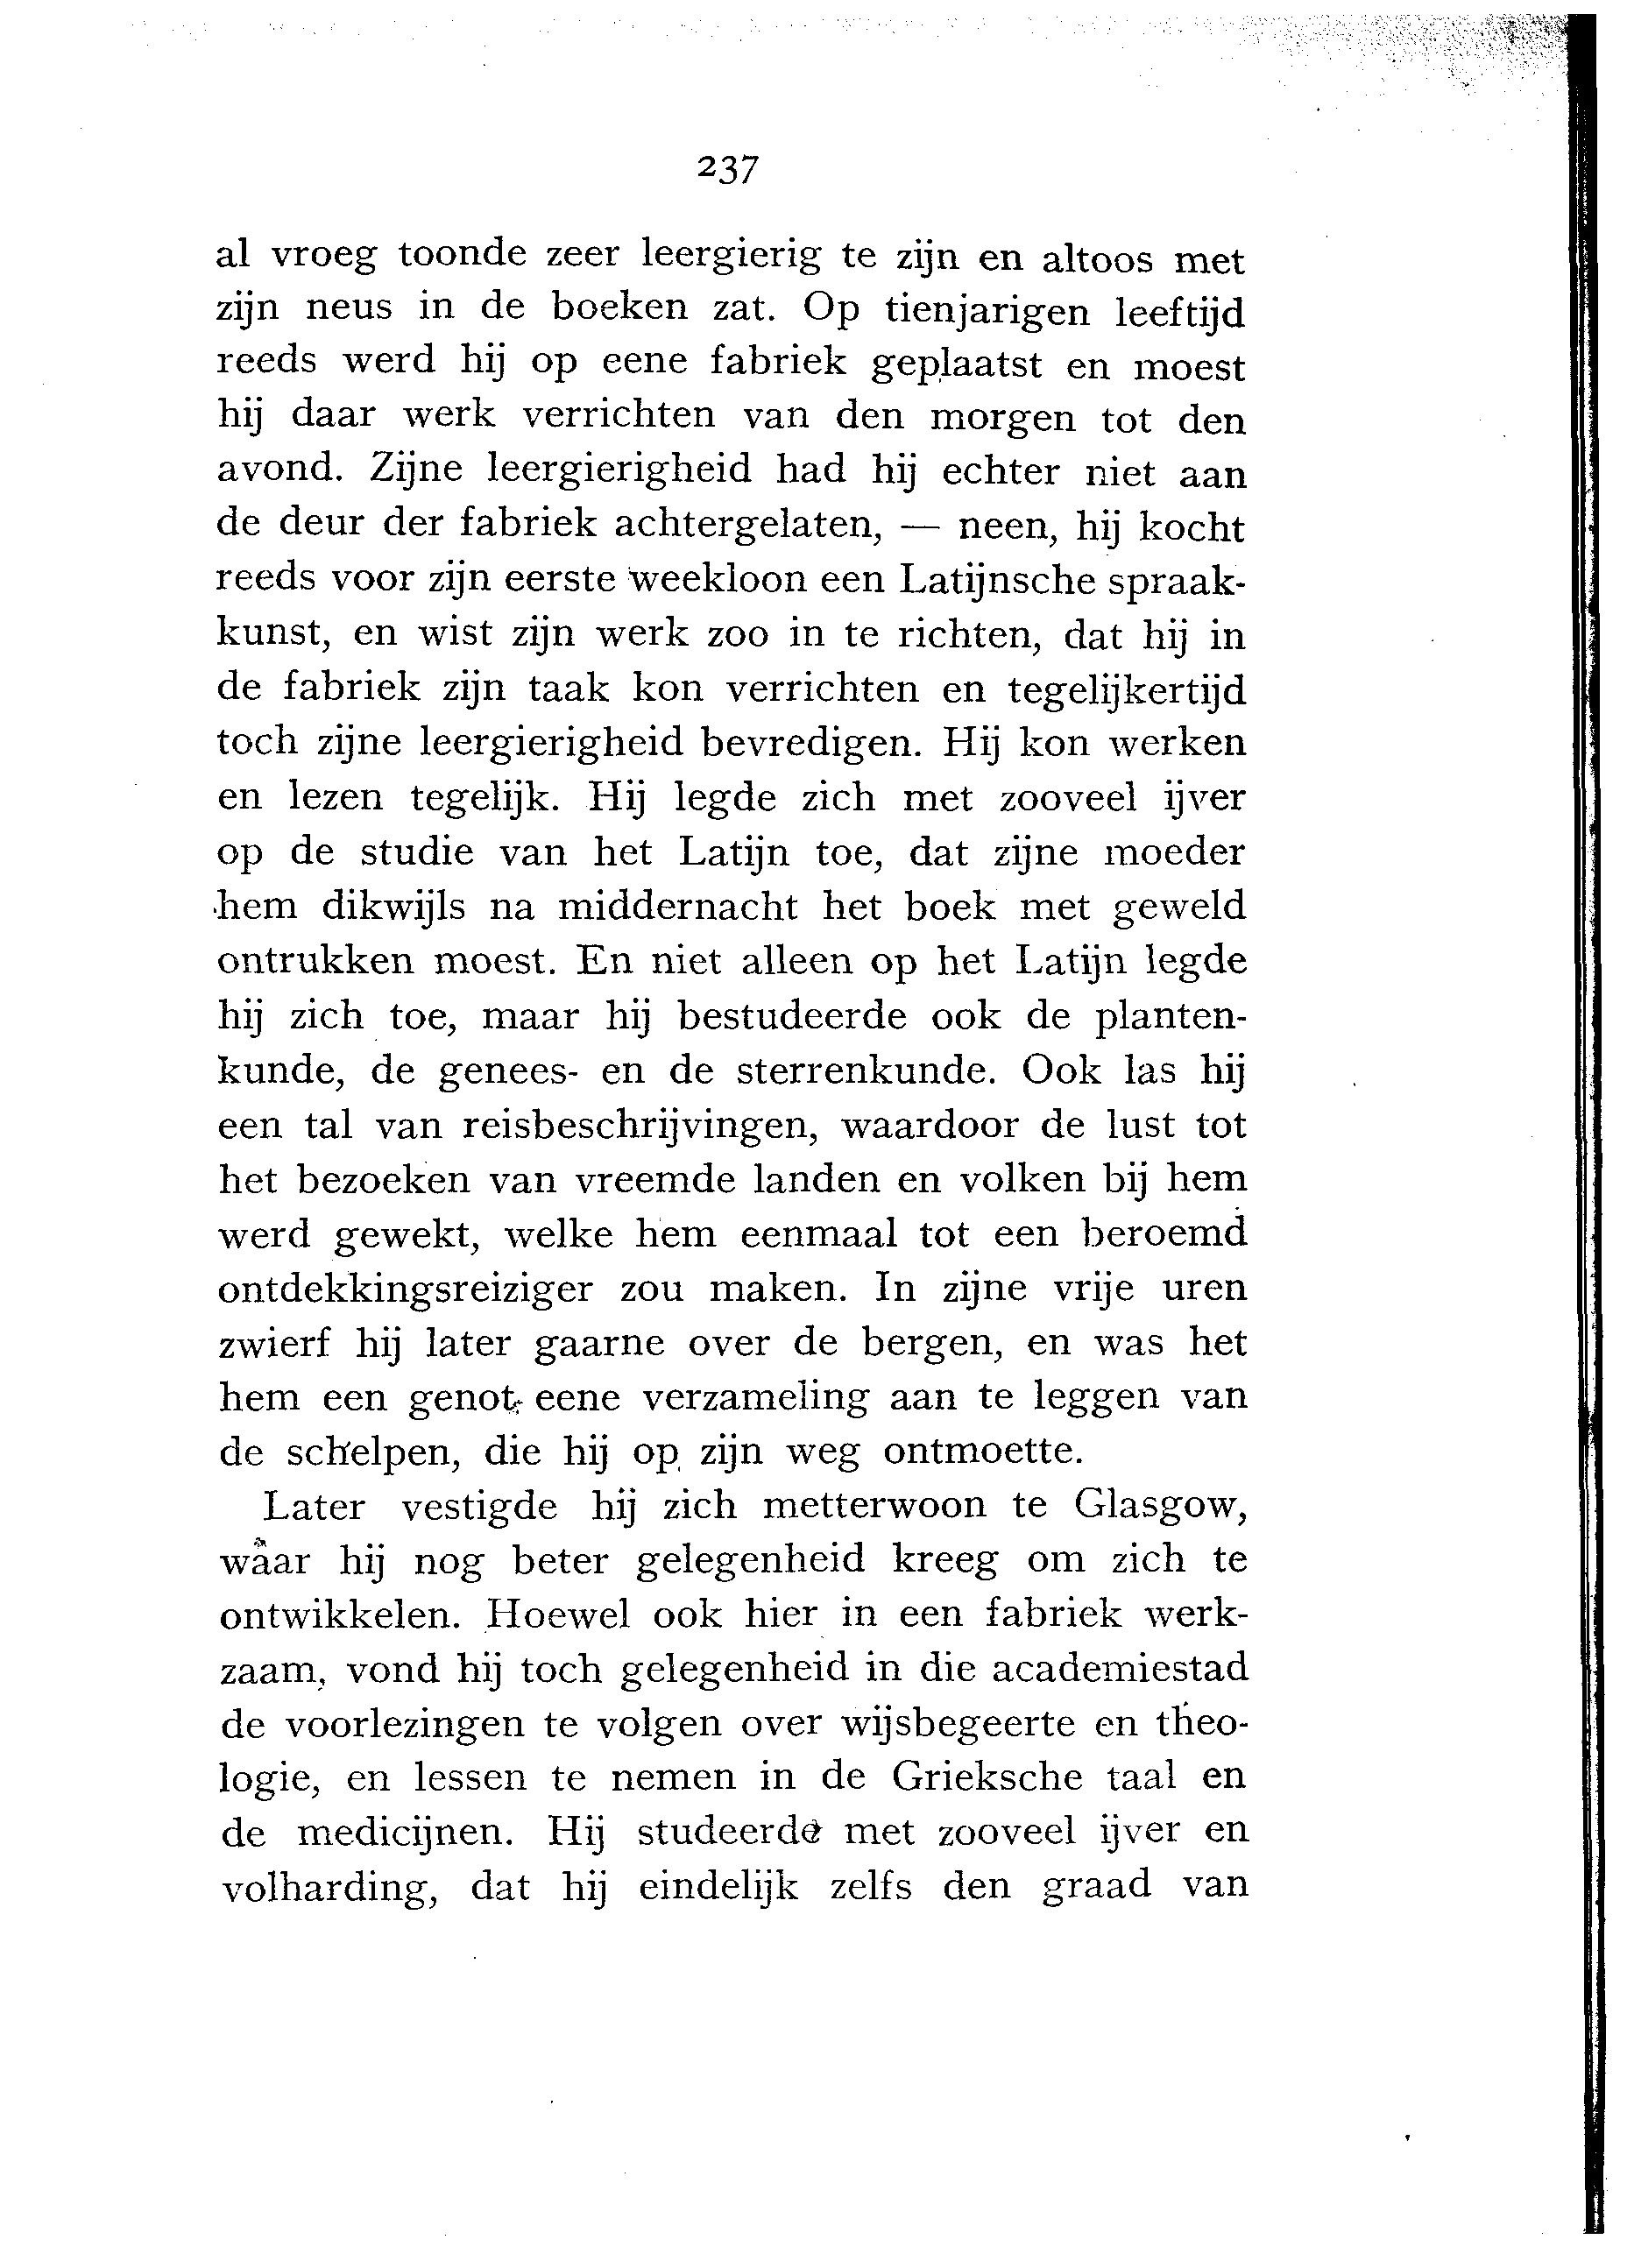 237
al vroeg toonde zeer leergierig te zijn en altoos met
zijn neus in de boeken zat. Op tienjarigen leeftijd
reeds werd hij op eene fabriek geplaatst en moest
hij daar werk verrichten van den morgen tot den
avond. Zijne leergierigheid had hij echter niet aan
de deur der fabriek achtergelaten, — neen, hij kocht
reeds voor zijn eerste weekloon een Latijnsche spraak-
kunst, en wist zijn werk zoo in te richten, dat hij in
de fabriek zijn taak kon verrichten en tegelijkertijd
toch zijne leergierigheid bevredigen. Hij kon werken
en lezen tegelijk. Hij legde zich met zooveel ijver
op de studie van het Latijn toe, dat zijne moeder
hem dikwijls na middernacht het boek met geweld
ontrukken moest. En niet alleen op het Latijn legde
hij zich toe, maar hij bestudeerde ook de planten-
kunde, de genees- en de sterrenkunde. Ook las hij
een tal van reisbeschrijvingen, waardoor de lust tot
het bezoeken van vreemde landen en volken bij hem
werd gewekt, welke hem eenmaal tot een beroemd
ontdekkingsreiziger zou maken. In zijne vrije uren
zwierf hij later gaarne over de bergen, en was het
hem een genot eene verzameling aan te leggen van
de schelpen, die hij op zijn weg ontmoette.
Later vestigde hij zich metterwoon te Glasgow,
waar hij nog beter gelegenheid kreeg om zich te
ontwikkelen. Hoewel ook hier in een fabriek werk-
zaam, vond hij toch gelegenheid in die academiestad
de voorlezingen te volgen over wijsbegeerte en theo-
logie, en lessen te nemen in de Grieksche taal en
de medicijnen. Hij studeerde met zooveel ijver en
volharding, dat hij eindelijk zelfs den graad van